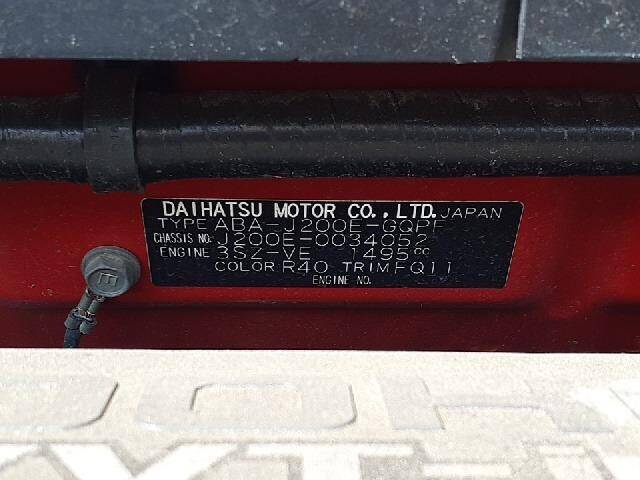 DAIHATSU MOTOR CO., LTD. JAPAN
TYPE ABA-J200E-GQPF
CHASSIS NO. J200E-0034052
ENGINE 3SZ-VE 1495cc
COLOR R40 TRIM FQ11
ENGINE NO.
E